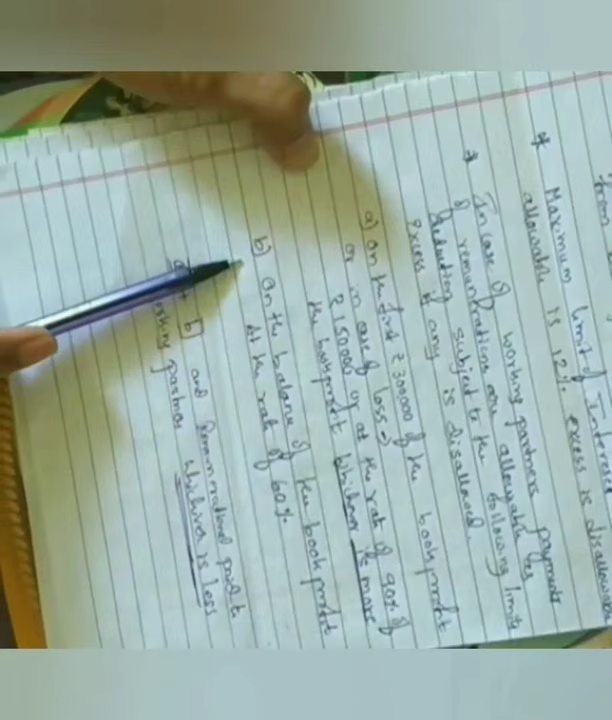 * Maximum limit of Interest
allowable is 12%. excess is disallowed
* In case of working partners payments
of remunerations are allowable as
deduction subject to the following limits
excess if any is disallowed.
a) on the first ₹300000 of the book profit
or in case of loss →
₹150000 or at the rate of 90% of
the book profit whichever is more
b) On the balance of the book profit
At the rate of 60%
b) and Remuneration paid to
working partner whichever is less